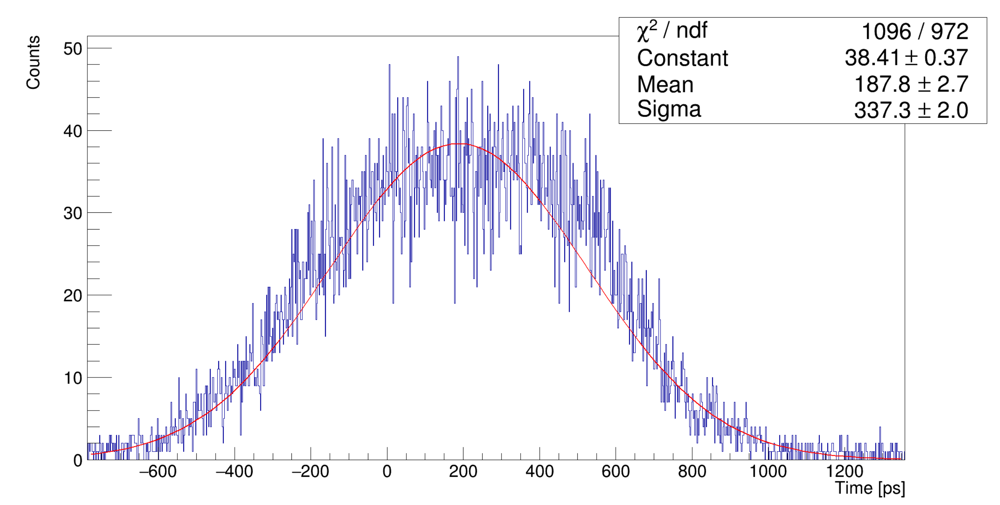 χ² / ndf 1096 / 972
Constant 38.41 ± 0.37
Mean 187.8 ± 2.7
Sigma 337.3 ± 2.0
Counts
50
40
30
20
10
0
−600 −400 −200 0 200 400 600 800 1000 1200
Time [ps]